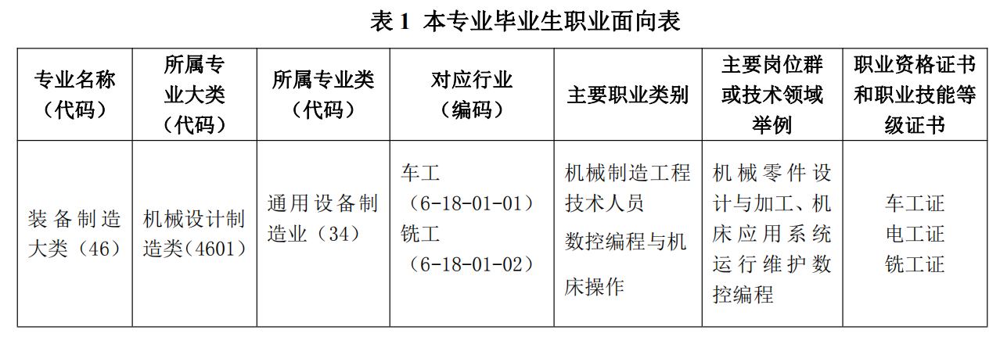 表 1 本专业毕业生职业面向表
专业名称
（代码）
所属专
业大类
（代码）
所属专业类
（代码）
对应行业
（编码）
主要职业类别
主要岗位群
或技术领域
举例
职业资格证书
和职业技能等
级证书
装备制造
大类（46）
机械设计制
造类(4601)
通用设备制
造业（34）
车工
（6-18-01-01）
铣工
（6-18-01-02）
机械制造工程
技术人员
数控编程与机
床操作
机械零件设
计与加工、机
床应用系统
运行维护数
控编程
车工证
电工证
铣工证